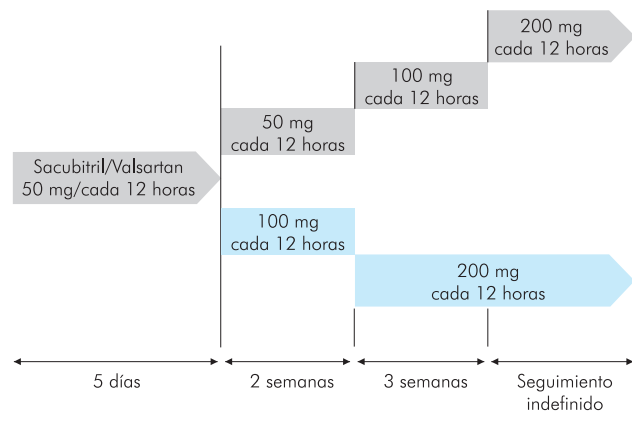 200 mg
cada 12 horas
100 mg
cada 12 horas
50 mg
cada 12 horas
Sacubitril/Valsartan
50 mg/cada 12 horas
100 mg
cada 12 horas
200 mg
cada 12 horas
5 días
2 semanas
3 semanas
Seguimiento
indefinido